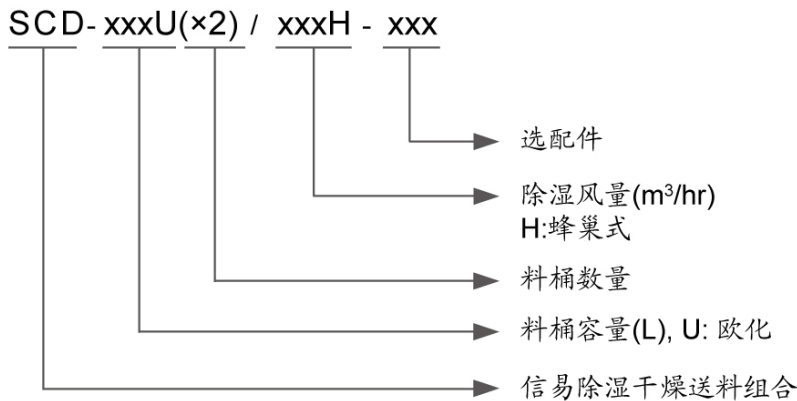 SCD-xxxU(×2) / xxxH - xxx
选配件
除湿风量(m³/hr)
H:蜂巢式
料桶数量
料桶容量(L), U: 欧化
信易除湿干燥送料组合